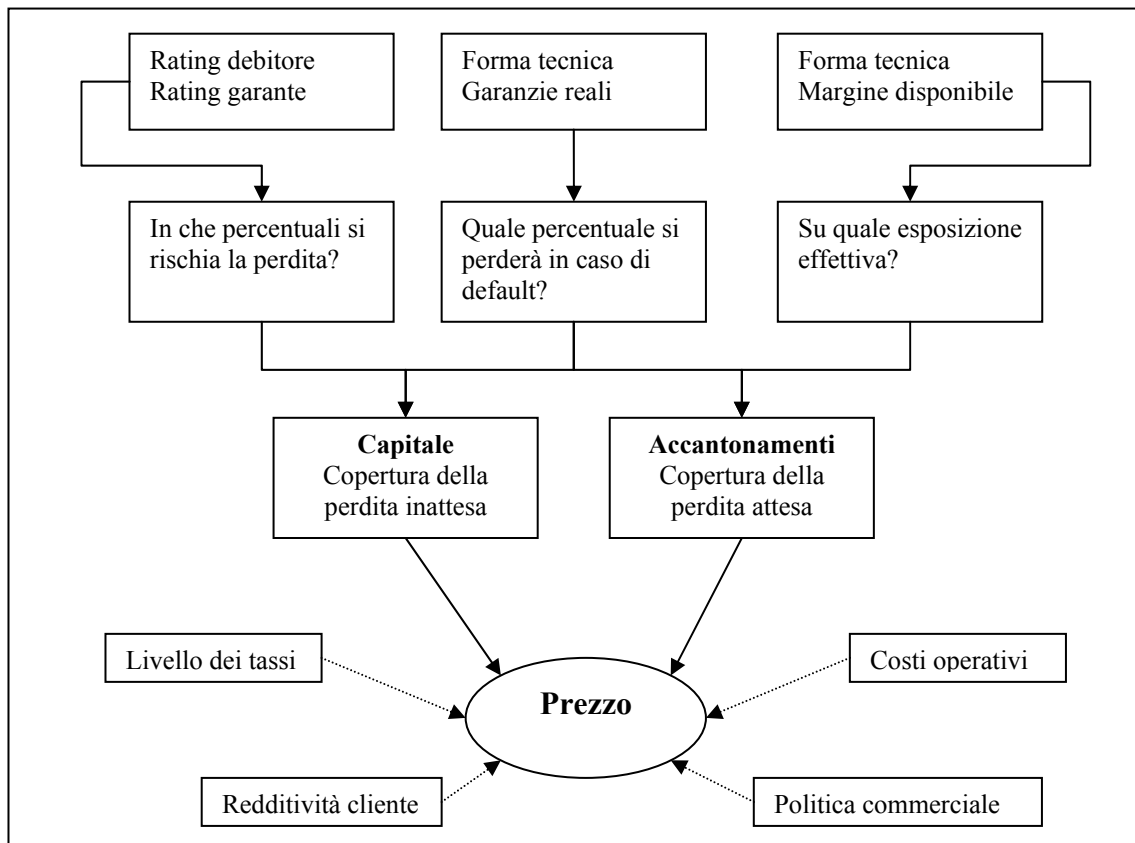 Rating debitore
Rating garante
Forma tecnica
Garanzie reali
Forma tecnica
Margine disponibile
In che percentuali si
rischia la perdita?
Quale percentuale si
perderà in caso di
default?
Su quale esposizione
effettiva?
Capitale
Copertura della
perdita inattesa
Accantonamenti
Copertura della
perdita attesa
Livello dei tassi
Costi operativi
Prezzo
Redditività cliente
Politica commerciale